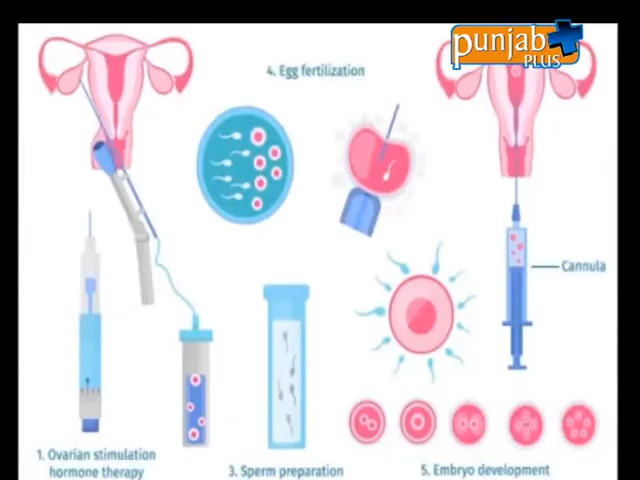 punjab
PLUS
4. Egg fertilization
Cannula
1. Ovarian stimulation
hormone therapy
3. Sperm preparation
5. Embryo development